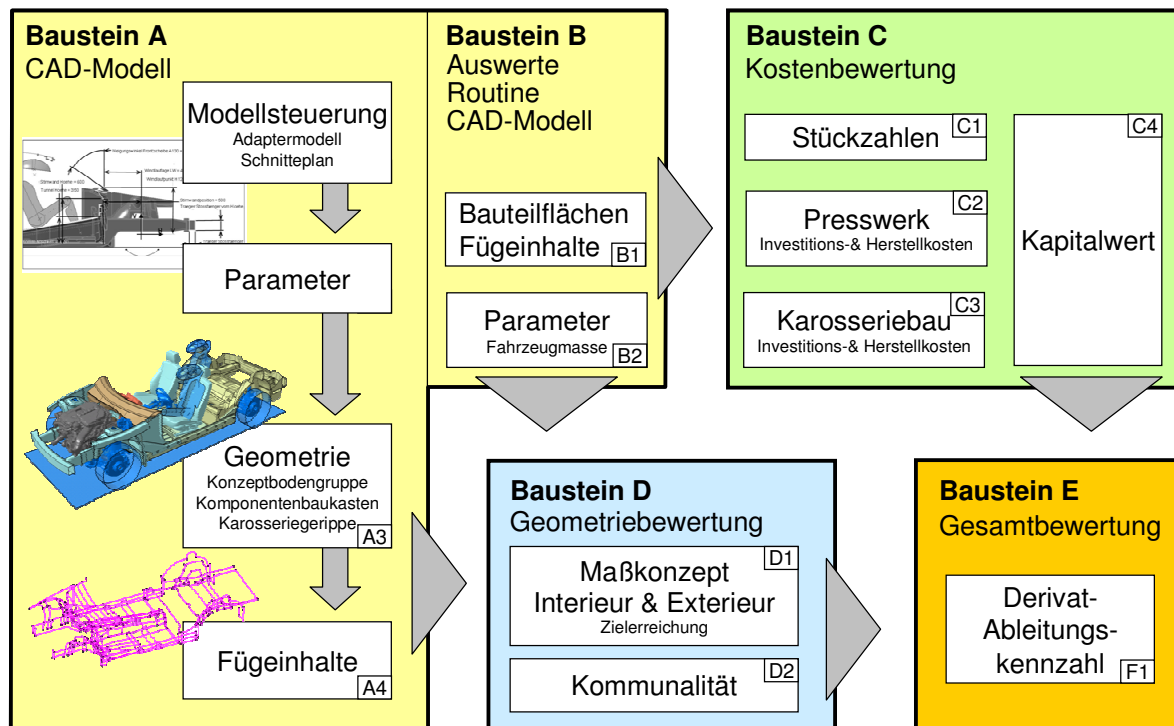 Baustein A
CAD-Modell
Modellsteuerung
Adaptermodell
Schnitteplan
Parameter
Geometrie
Konzeptbodengruppe
Komponentenbaukasten
Karosseriegerippe
A3
Fügeinhalte
A4
Baustein B
Auswerte
Routine
CAD-Modell
Bauteilflächen
Fügeinhalte
B1
Parameter
Fahrzeugmasse
B2
Baustein C
Kostenbewertung
Stückzahlen
C1
Presswerk
C2
Investitions-& Herstellkosten
Karosseriebau
C3
Investitions-& Herstellkosten
C4
Kapitalwert
Baustein D
Geometriebewertung
D1
Maßkonzept
Interieur & Exterieur
Zielerreichung
D2
Kommunalität
Baustein E
Gesamtbewertung
Derivat-
Ableitungs-
kennzahl
F1